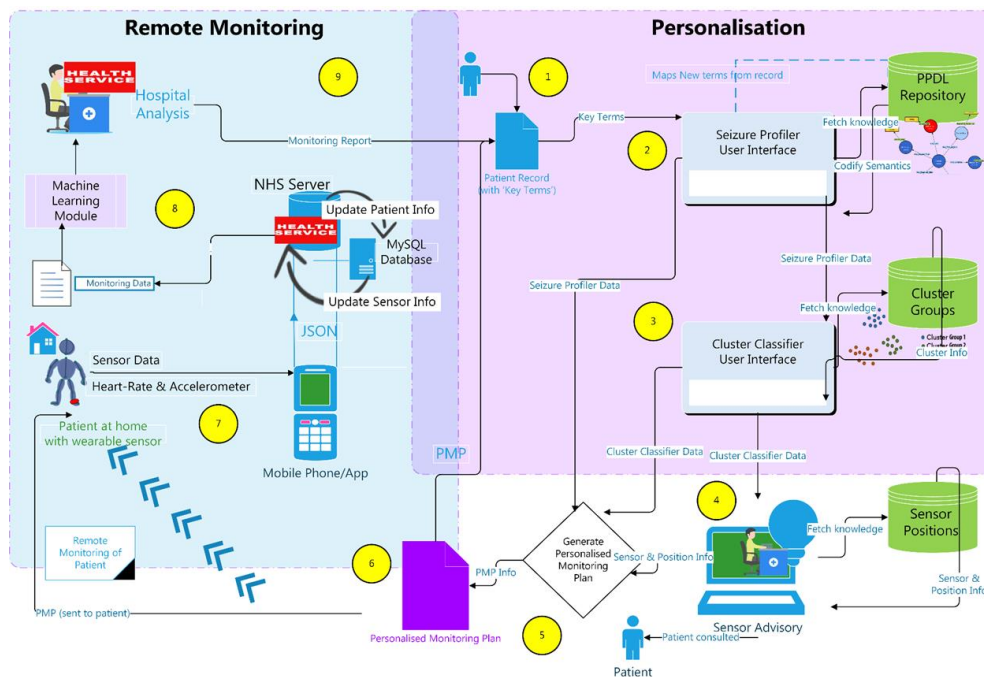 Remote Monitoring
Personalisation
HEALTH
SERVICE
Hospital
Analysis
9
1
Maps New terms from record
PPDL
Repository
Monitoring Report
Key Terms
Patient Record
(with 'Key Terms')
2
Seizure Profiler
User Interface
Fetch knowledge
Codify Semantics
Machine
Learning
Module
8
NHS Server
Update Patient Info
HEALTH
SERVICE
MySQL
Database
Update Sensor Info
Monitoring Data
JSON
Seizure Profiler Data
Seizure Profiler Data
3
Fetch knowledge
Cluster
Groups
Cluster Group 1
Cluster Group 2
Cluster Info
Cluster Classifier
User Interface
Sensor Data
Heart-Rate & Accelerometer
7
Patient at home
with wearable sensor
Mobile Phone/App
PMP
Cluster Classifier Data
Cluster Classifier Data
4
Sensor
Positions
Fetch knowledge
Remote
Monitoring of
Patient
6
Generate
Personalised
Monitoring
Plan
Sensor & Position Info
PMP Info
Sensor &
Position Info
PMP (sent to patient)
Personalised Monitoring Plan
5
Sensor Advisory
Patient consulted
Patient